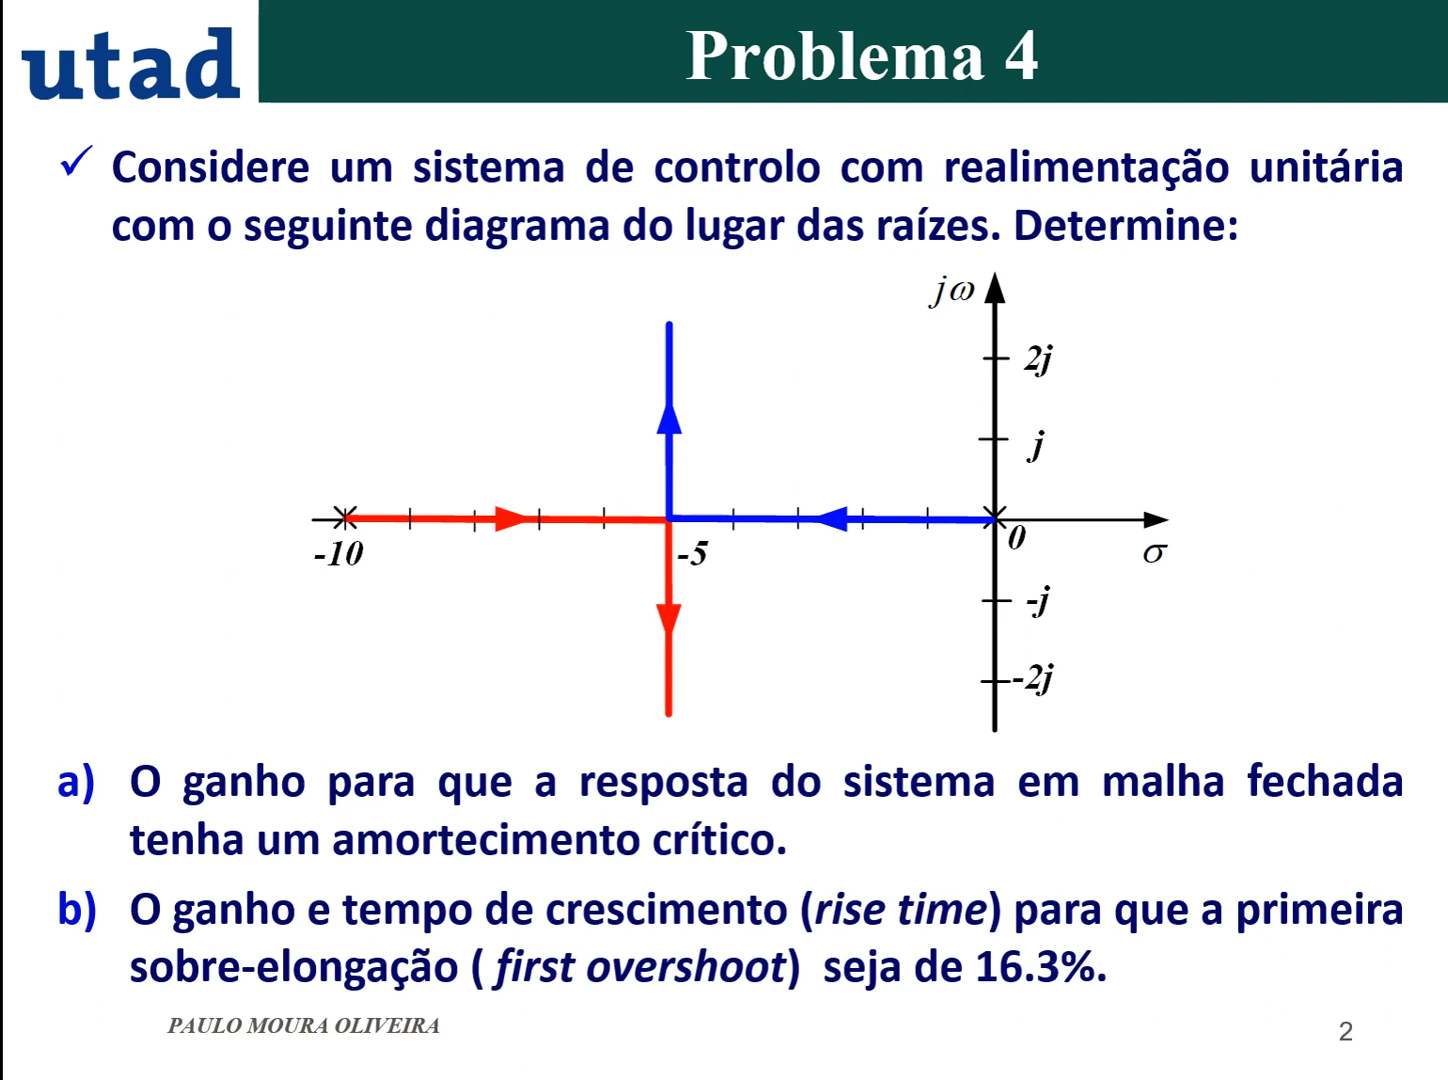 utad
Problema 4
✓ Considere um sistema de controlo com realimentação unitária
com o seguinte diagrama do lugar das raízes. Determine:
jω
2j
j
-10
-5
0
σ
-j
-2j
a) O ganho para que a resposta do sistema em malha fechada
tenha um amortecimento crítico.
b) O ganho e tempo de crescimento (rise time) para que a primeira
sobre-elongação ( first overshoot) seja de 16.3%.
PAULO MOURA OLIVEIRA
2